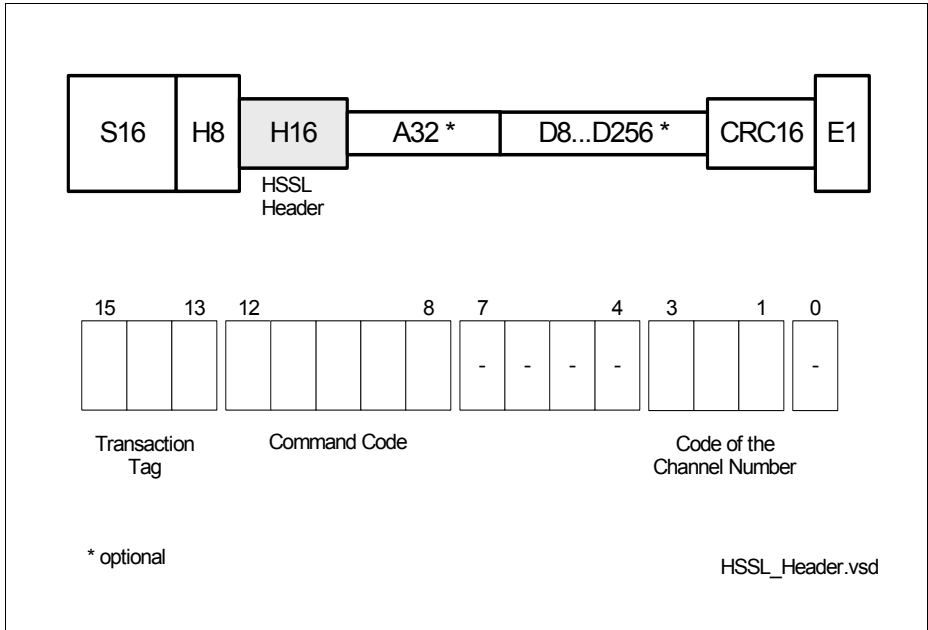 S16 H8 H16 A32 * D8...D256 * CRC16 E1
HSSL
Header
15 13 12 8 7 4 3 1 0
- - - - -
Transaction
Tag
Command Code
Code of the
Channel Number
* optional
HSSL_Header.vsd